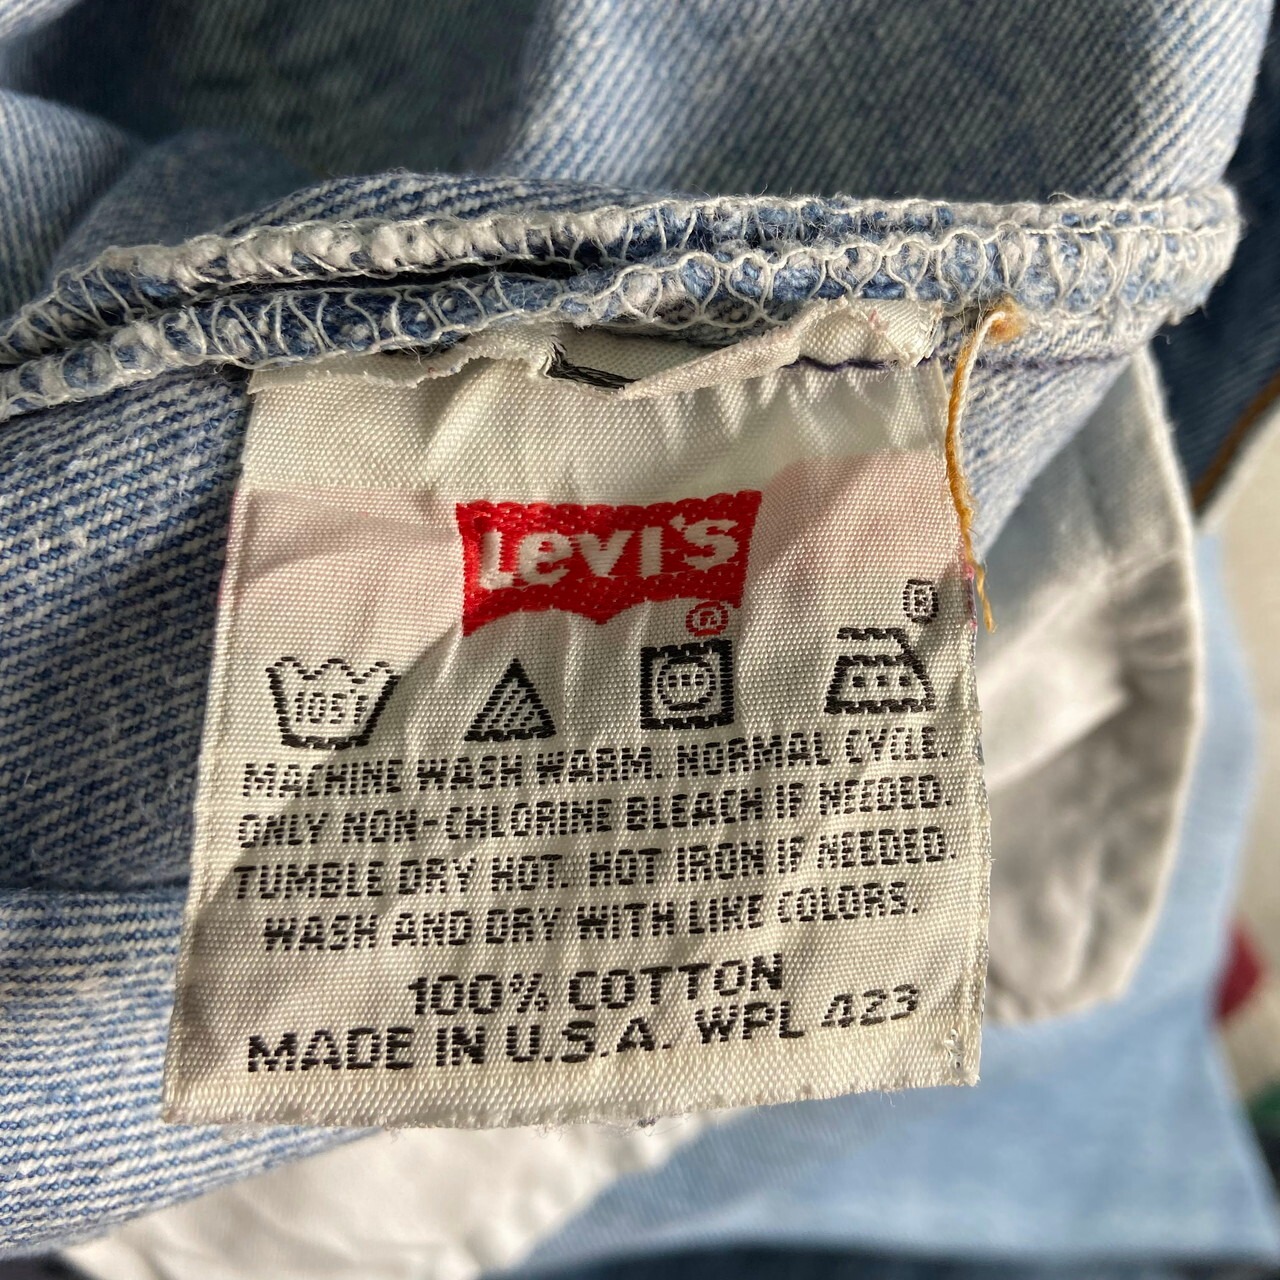 Levi's
®
®
105°
MACHINE WASH WARM. NORMAL CYCLE.
ONLY NON-CHLORINE BLEACH IF NEEDED.
TUMBLE DRY HOT. HOT IRON IF NEEDED.
WASH AND DRY WITH LIKE COLORS.
100% COTTON
MADE IN U.S.A. WPL 423